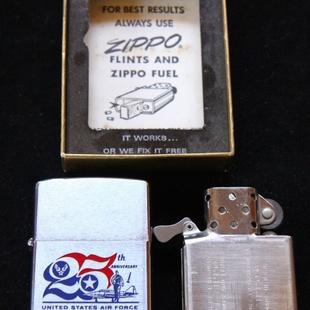 FOR BEST RESULTS
ALWAYS USE
ZIPPO
FLINTS AND
ZIPPO FUEL
IT WORKS...
OR WE FIX IT FREE
25th
ANNIVERSARY
UNITED STATES AIR FORCE